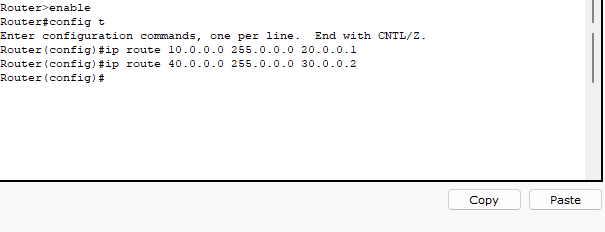 Router>enable
Router#config t
Enter configuration commands, one per line.  End with CNTL/Z.
Router(config)#ip route 10.0.0.0 255.0.0.0 20.0.0.1
Router(config)#ip route 40.0.0.0 255.0.0.0 30.0.0.2
Router(config)#
Copy Paste